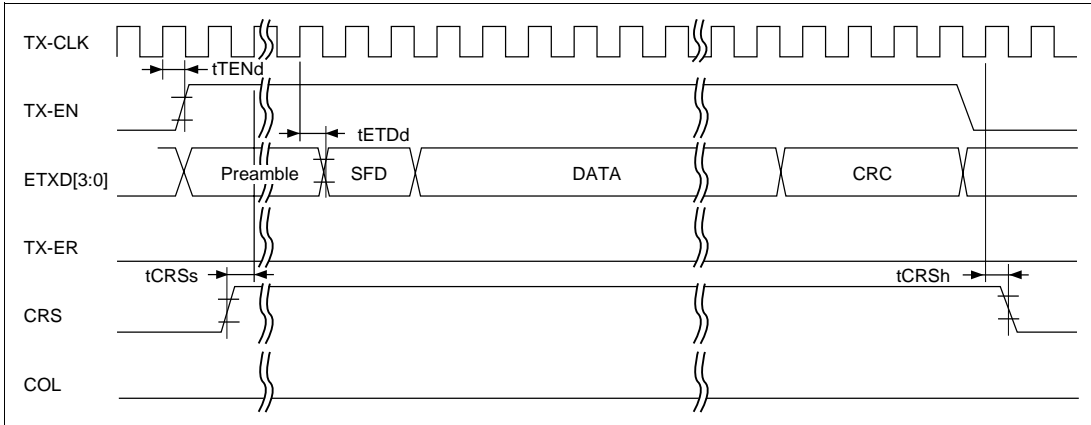 TX-CLK
tTENd
TX-EN
tETDd
ETXD[3:0]
Preamble
SFD
DATA
CRC
TX-ER
tCRSs
tCRSh
CRS
COL